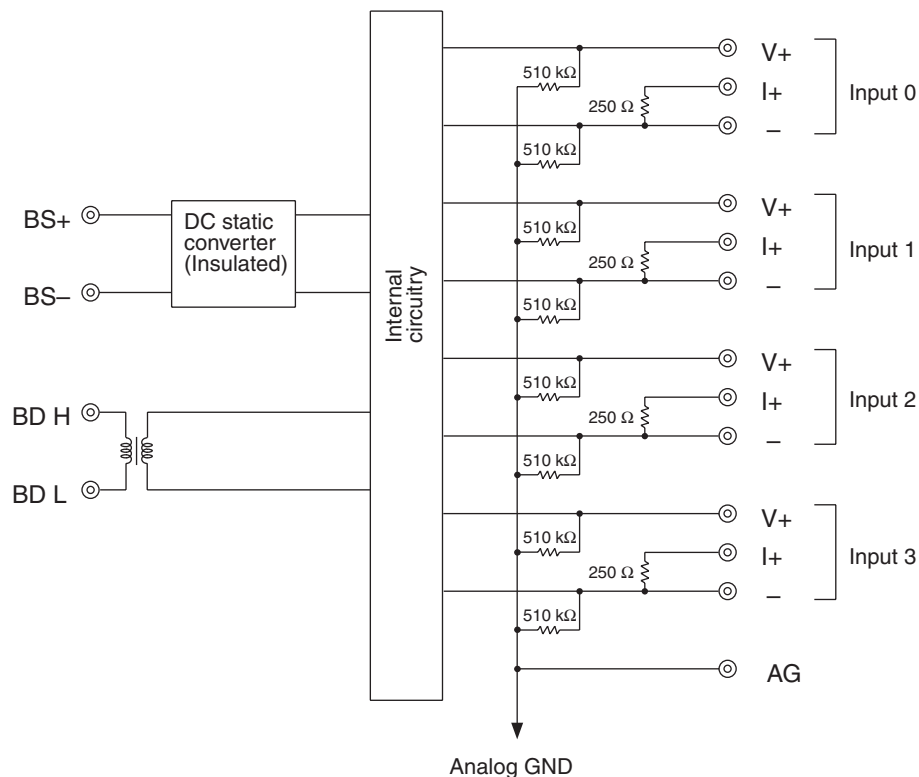 V+
510 kΩ
I+
Input 0
250 Ω
–
510 kΩ
V+
BS+
DC static
converter
(Insulated)
510 kΩ
I+
Input 1
250 Ω
–
BS–
510 kΩ
Internal
circuitry
V+
510 kΩ
I+
Input 2
250 Ω
BD H
–
510 kΩ
BD L
V+
510 kΩ
I+
Input 3
250 Ω
–
510 kΩ
AG
Analog GND